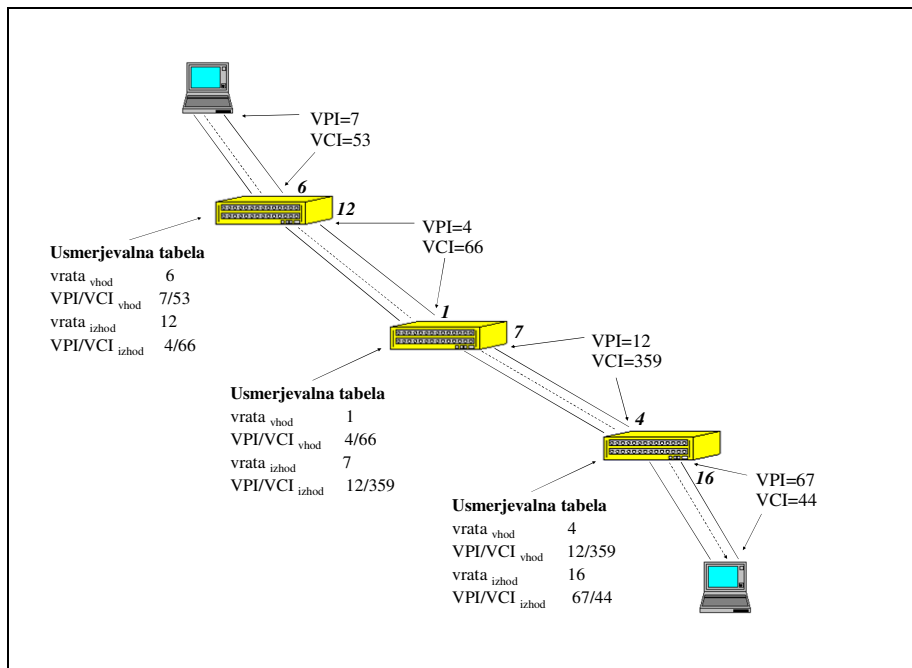 VPI=7
VCI=53
6
12
VPI=4
VCI=66
Usmerjevalna tabela
vrata vhod 6
VPI/VCI vhod 7/53
vrata izhod 12
VPI/VCI izhod 4/66
1
7
VPI=12
VCI=359
Usmerjevalna tabela
vrata vhod 1
VPI/VCI vhod 4/66
vrata izhod 7
VPI/VCI izhod 12/359
4
16
VPI=67
VCI=44
Usmerjevalna tabela
vrata vhod 4
VPI/VCI vhod 12/359
vrata izhod 16
VPI/VCI izhod 67/44